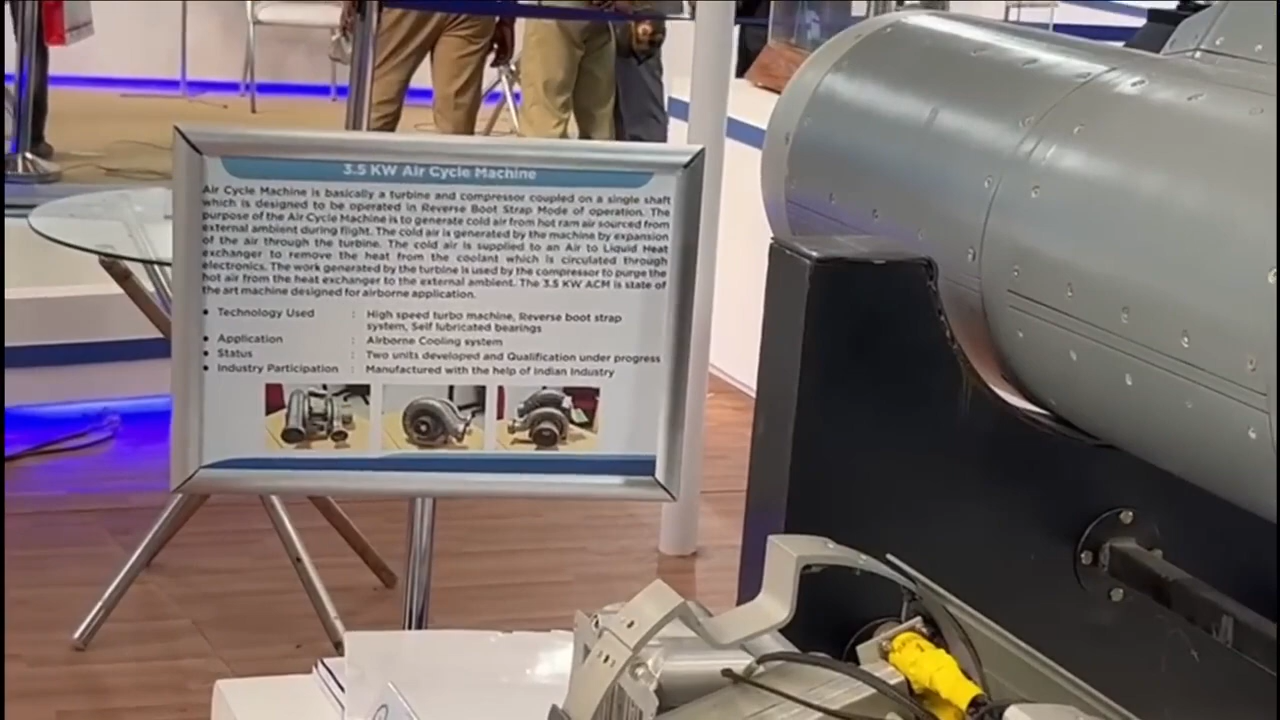 3.5 KW Air Cycle Machine
Air Cycle Machine is basically a turbine and compressor coupled on a single shaft
which is designed to be operated in Reverse Boot Strap Mode of operation. The
purpose of the Air Cycle Machine is to generate cold air from hot ram air sourced from
external ambient during flight. The cold air is generated by the machine by expansion
of the air through the turbine. The cold air is supplied to an Air to Liquid Heat
exchanger to remove the heat from the coolant which is circulated through
electronics. The work generated by the turbine is used by the compressor to purge the
hot air from the heat exchanger to the external ambient. The 3.5 KW ACM is state of
the art machine designed for airborne application.
• Technology Used : High speed turbo machine, Reverse boot strap
system, Self lubricated bearings
• Application : Airborne Cooling system
• Status : Two units developed and Qualification under progress
• Industry Participation : Manufactured with the help of Indian Industry